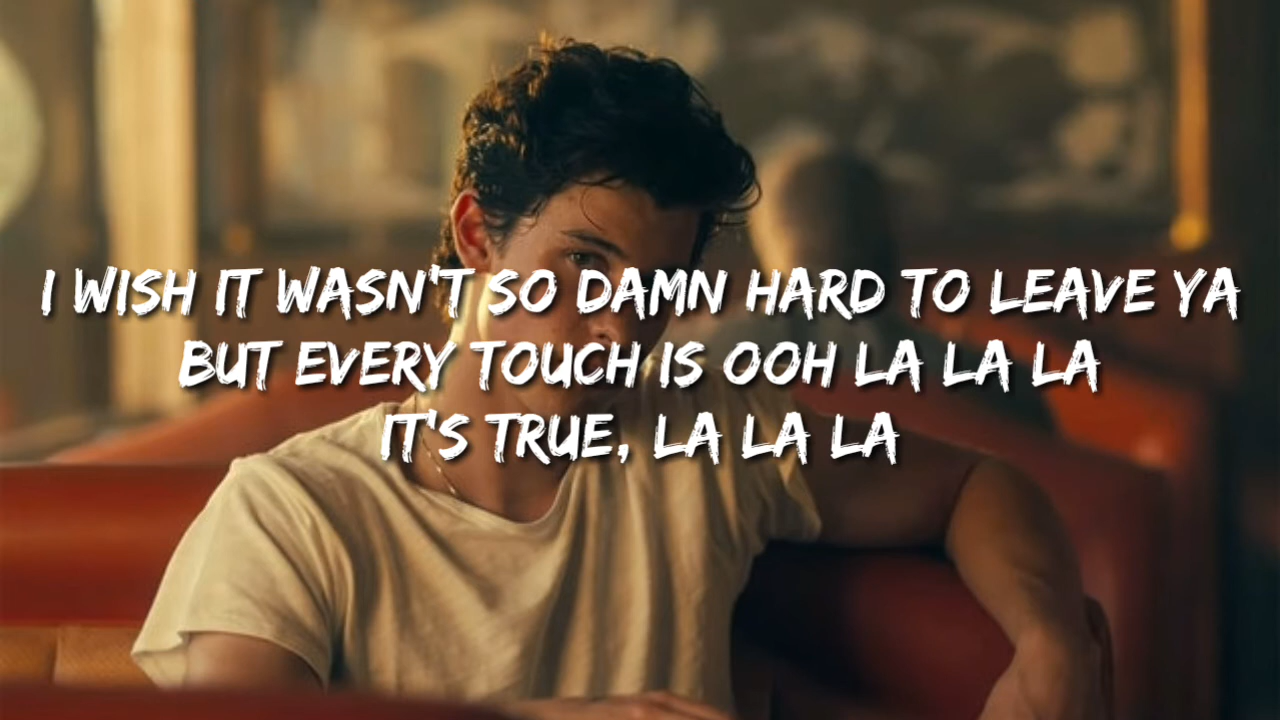 I WISH IT WASN'T SO DAMN HARD TO LEAVE YA
BUT EVERY TOUCH IS OOH LA LA LA
IT'S TRUE, LA LA LA